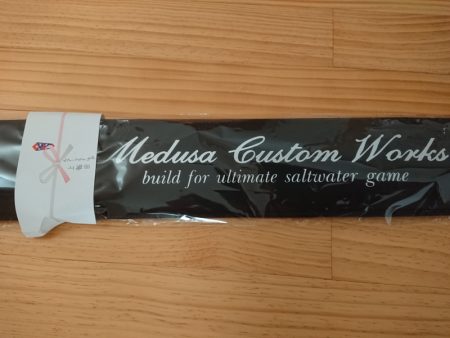 Medusa Custom Works
build for ultimate saltwater game